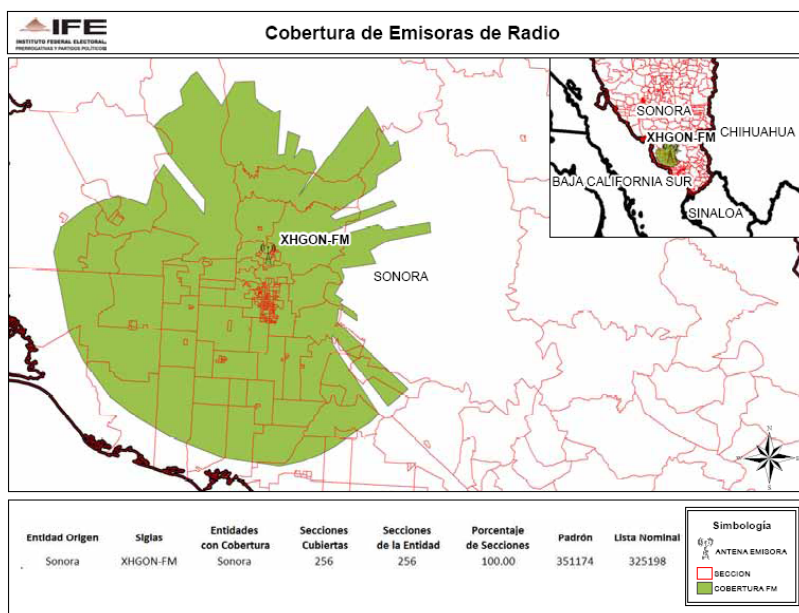 IFE
INSTITUTO FEDERAL ELECTORAL
PRERROGATIVAS Y PARTIDOS POLÍTICOS
Cobertura de Emisoras de Radio
XHGON-FM
SONORA
SONORA
CHIHUAHUA
XHGON-FM
BAJA CALIFORNIA SUR
SINALOA
N
W
E
S
Entidad Origen Siglas Entidades con Cobertura Secciones Cubiertas Secciones de la Entidad Porcentaje de Secciones Padrón Lista Nominal
Sonora XHGON-FM Sonora 256 256 100.00 351174 325198
Simbología
ANTENA EMISORA
SECCION
COBERTURA FM